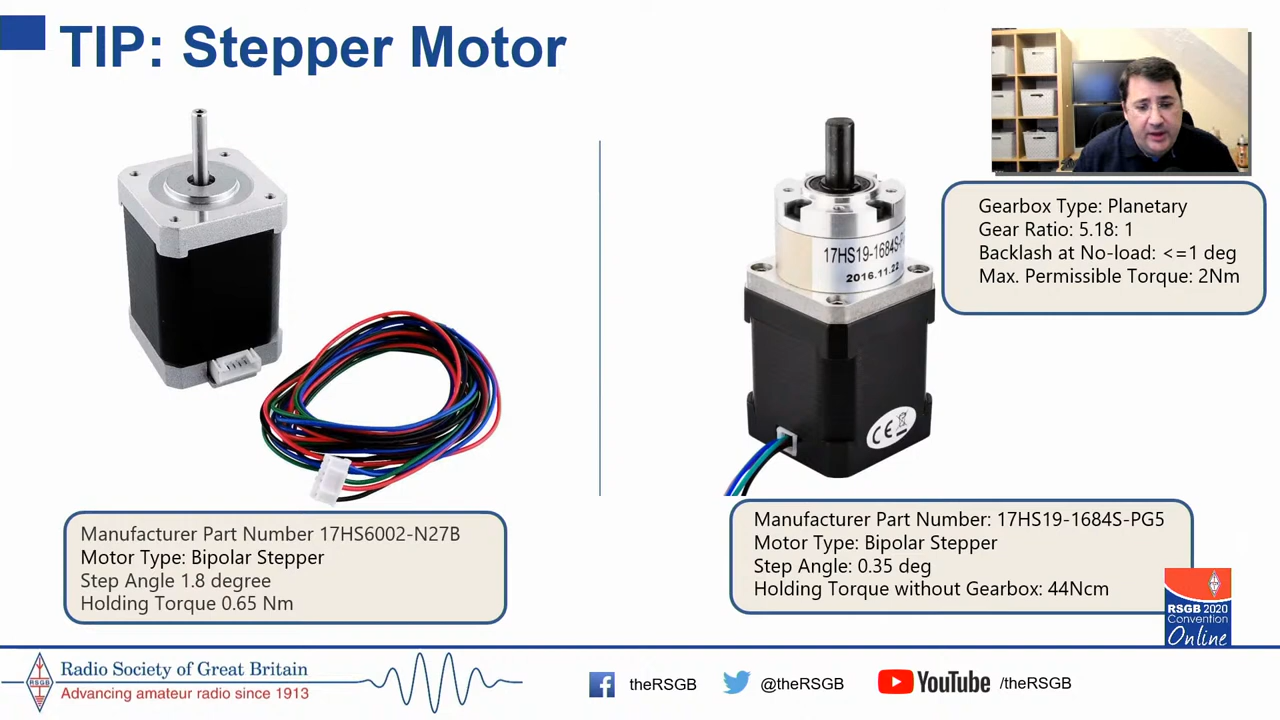 TIP: Stepper Motor
17HS19-1684S-P
2016.11.22
CE
Gearbox Type: Planetary
Gear Ratio: 5.18: 1
Backlash at No-load: <=1 deg
Max. Permissible Torque: 2Nm
Manufacturer Part Number 17HS6002-N27B
Motor Type: Bipolar Stepper
Step Angle 1.8 degree
Holding Torque 0.65 Nm
Manufacturer Part Number: 17HS19-1684S-PG5
Motor Type: Bipolar Stepper
Step Angle: 0.35 deg
Holding Torque without Gearbox: 44Ncm
RSGB 2020
Convention
Online
RSGB
Radio Society of Great Britain
Advancing amateur radio since 1913
theRSGB
@theRSGB
YouTube /theRSGB